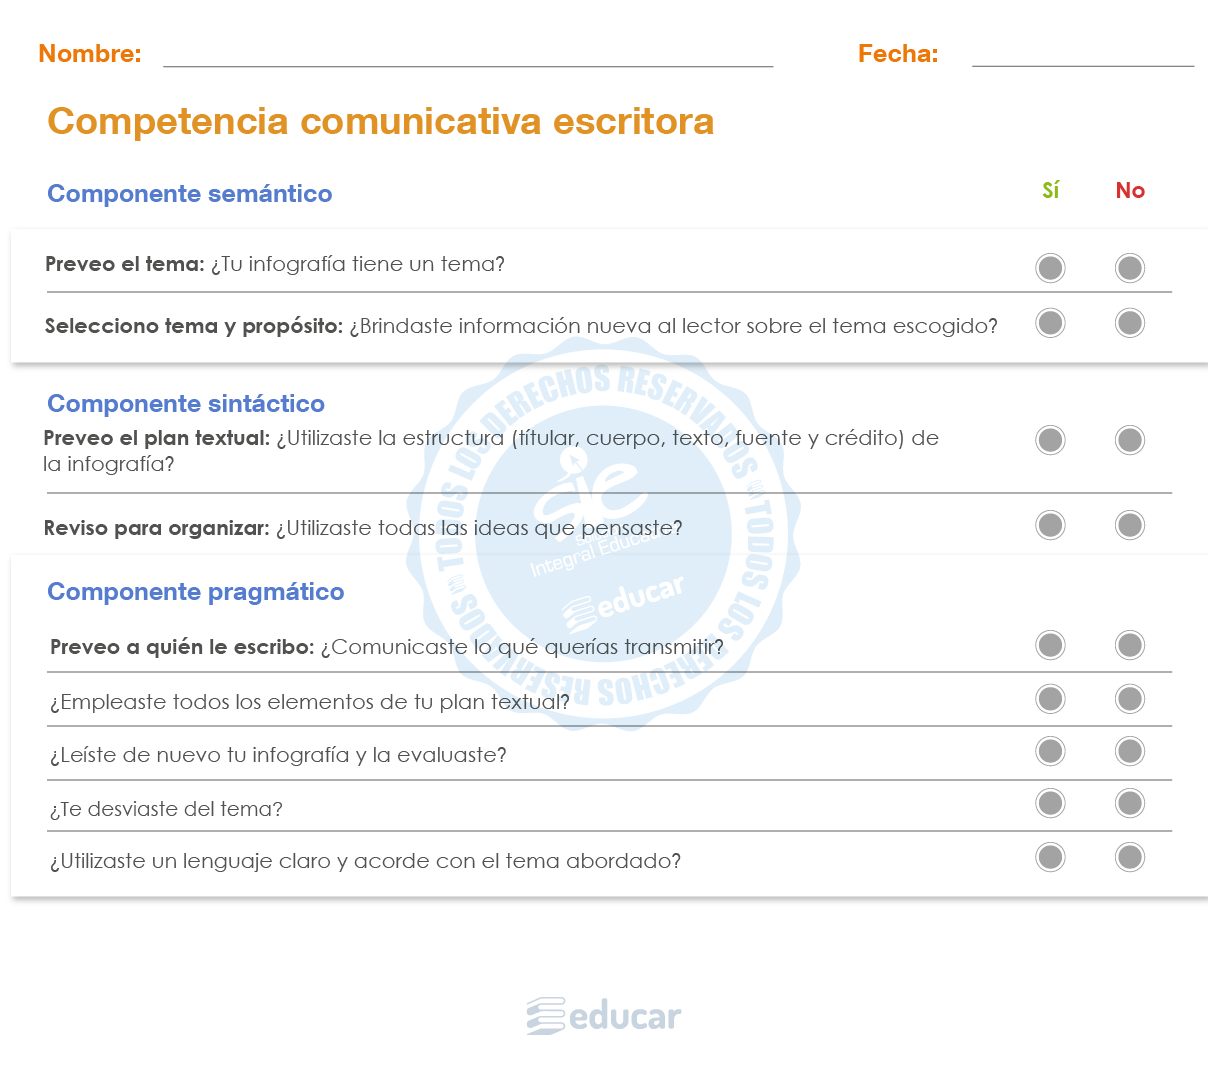 Nombre:
Fecha:
Competencia comunicativa escritora
Componente semántico
Sí
No
Preveo el tema: ¿Tu infografía tiene un tema?
Selecciono tema y propósito: ¿Brindaste información nueva al lector sobre el tema escogido?
Componente sintáctico
Preveo el plan textual: ¿Utilizaste la estructura (títular, cuerpo, texto, fuente y crédito) de
la infografía?
Reviso para organizar: ¿Utilizaste todas las ideas que pensaste?
Componente pragmático
Preveo a quién le escribo: ¿Comunicaste lo qué querías transmitir?
¿Empleaste todos los elementos de tu plan textual?
¿Leíste de nuevo tu infografía y la evaluaste?
¿Te desviaste del tema?
¿Utilizaste un lenguaje claro y acorde con el tema abordado?
TODOS LOS DERECHOS RESERVADOS
TODOS LOS DERECHOS RESERVADOS
sie
Integral Educar
educar
educar